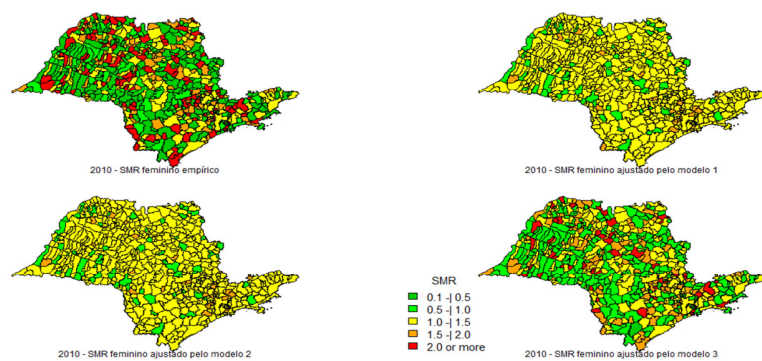 2010 - SMR feminino empírico
2010 - SMR feminino ajustado pelo modelo 1
SMR
0.1 -| 0.5
0.5 -| 1.0
1.0 -| 1.5
1.5 -| 2.0
2.0 or more
2010 - SMR feminino ajustado pelo modelo 2
2010 - SMR feminino ajustado pelo modelo 3